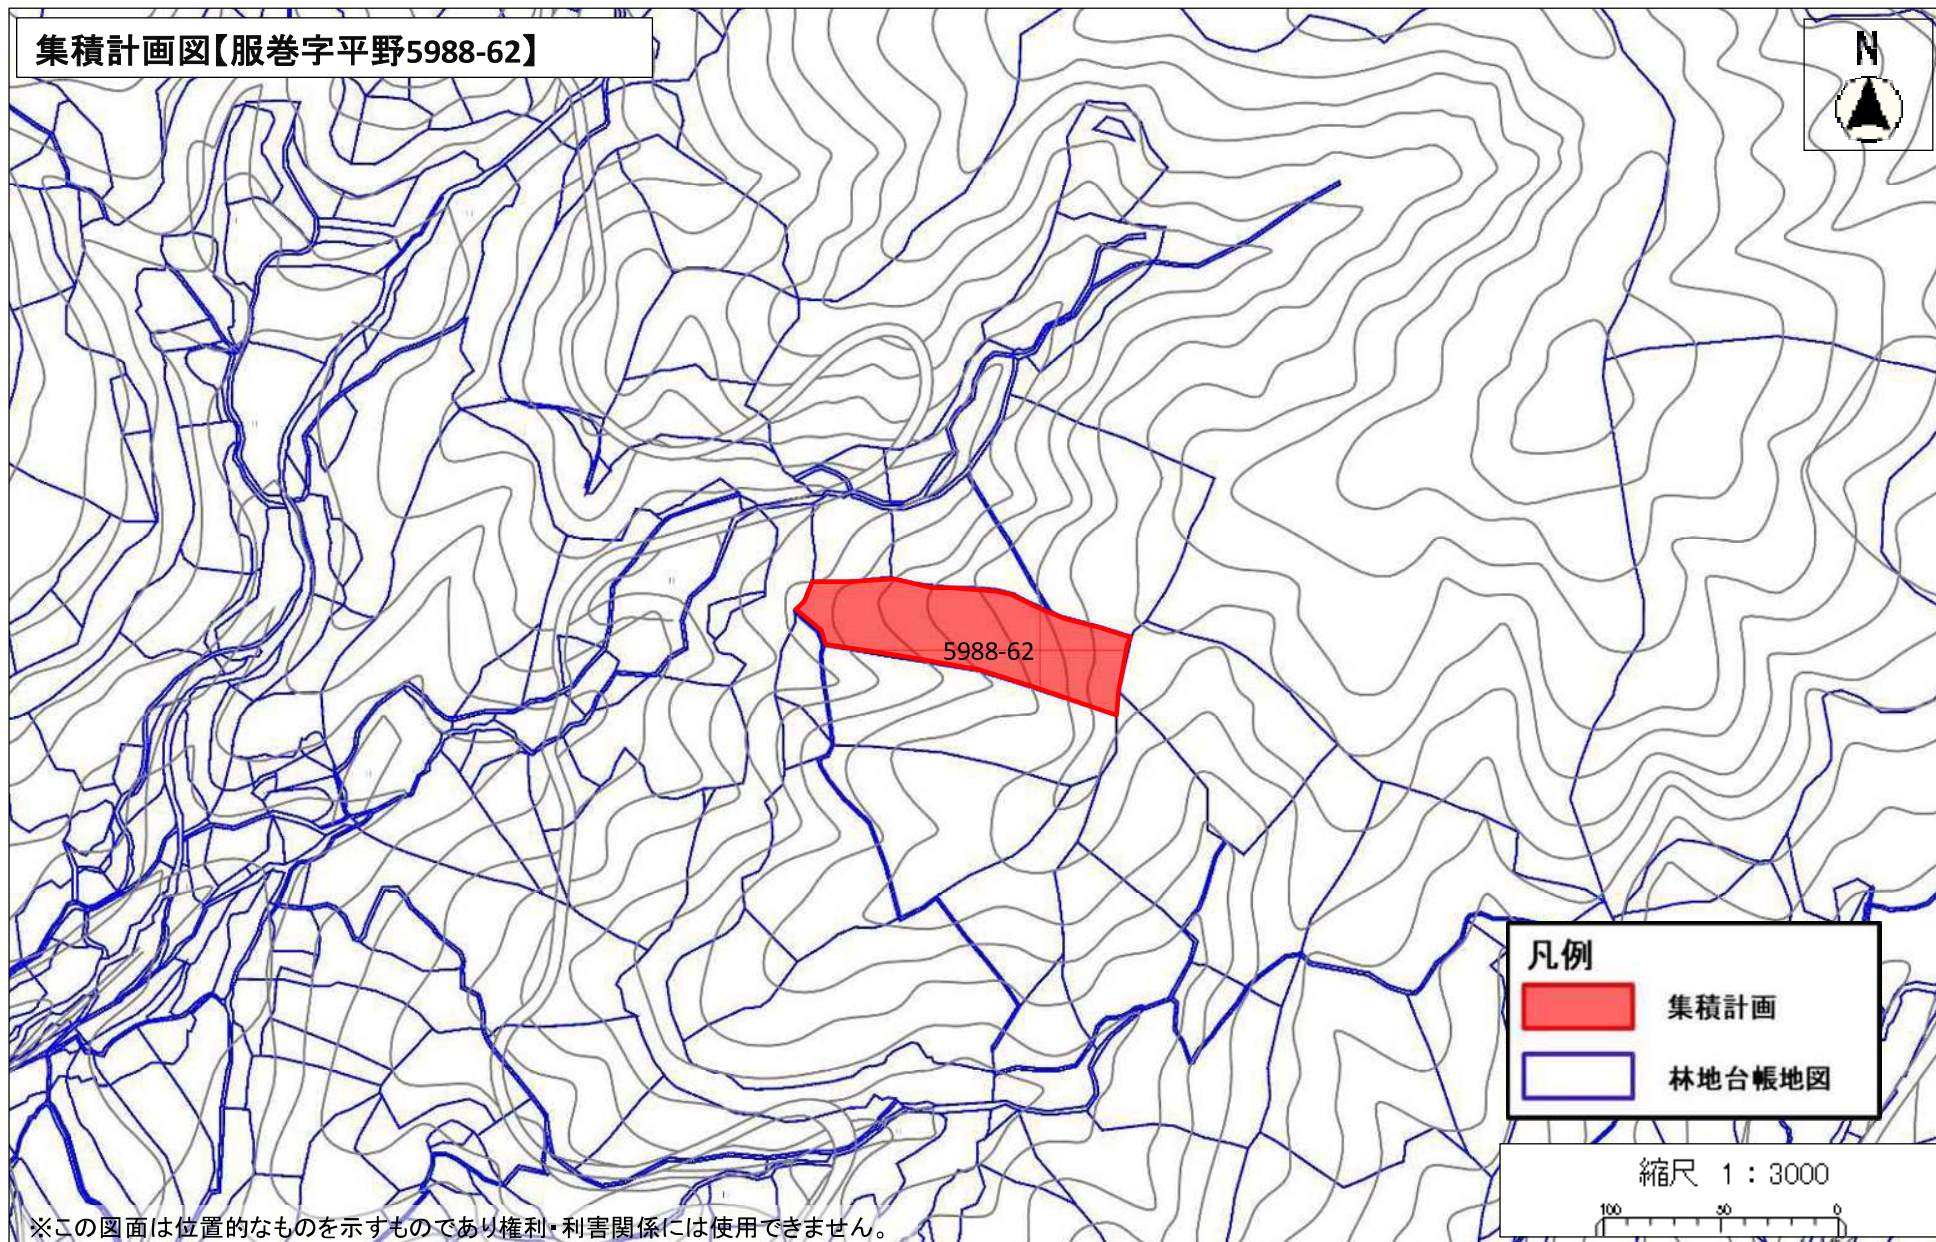 集積計画図【服巻字平野5988-62】
N
5988-62
凡例
集積計画
林地台帳地図
縮尺 1：3000
100 50 0
※この図面は位置的なものを示すものであり権利・利害関係には使用できません。